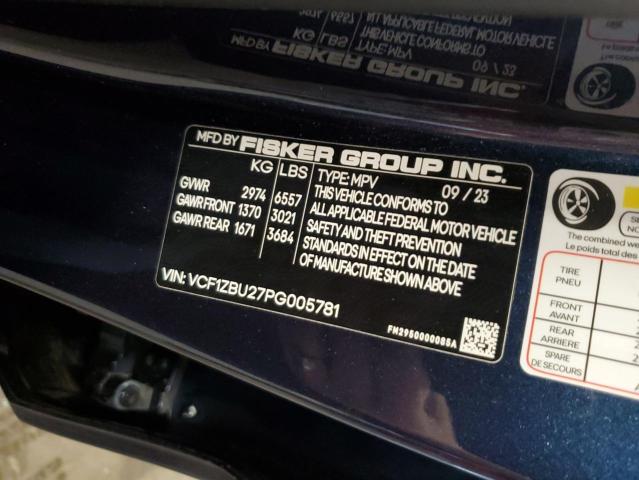 MFD BY FISKER GROUP INC.
KG LBS
GVWR 2974 6557
GAWR FRONT 1370 3021
GAWR REAR 1671 3684
TYPE: MPV 09 / 23
THIS VEHICLE CONFORMS TO
ALL APPLICABLE FEDERAL MOTOR VEHICLE
SAFETY AND THEFT PREVENTION
STANDARDS IN EFFECT ON THE DATE
OF MANUFACTURE SHOWN ABOVE
VIN: VCF1ZBU27PG005781
FM29S0000085A
The combined we
Le poids total des
TIRE
PNEU
FRONT
AVANT
REAR
ARRIERE
SPARE
DE SECOURS